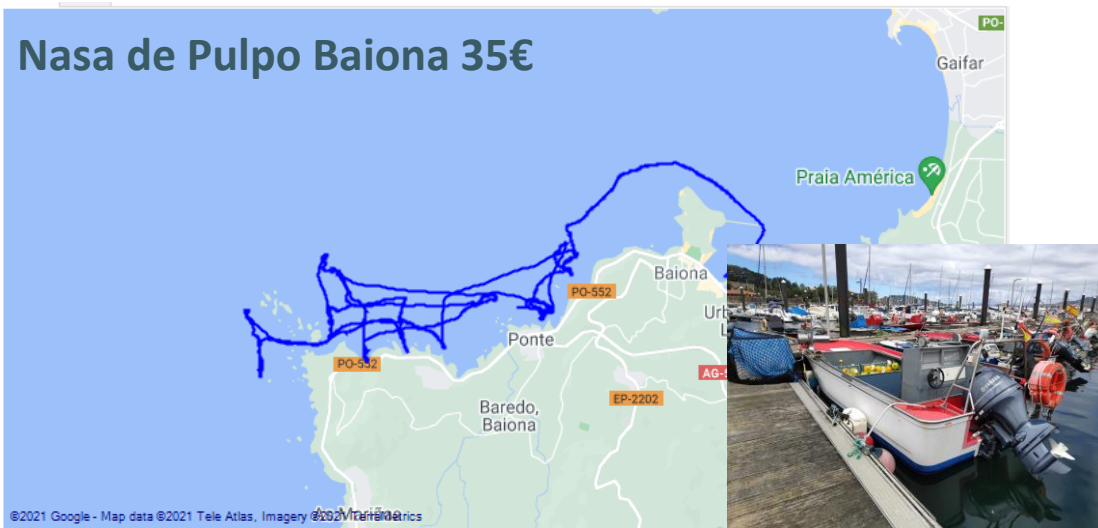 Nasa de Pulpo Baiona 35€
PO-
Gaifar
Praia América
Baiona
PO-552
Urb
Ponte
PO-552
AG-
EP-2202
Baredo,
Baiona
©2021 Google - Map data ©2021 Tele Atlas, Imagery ©2021 TerraMetrics